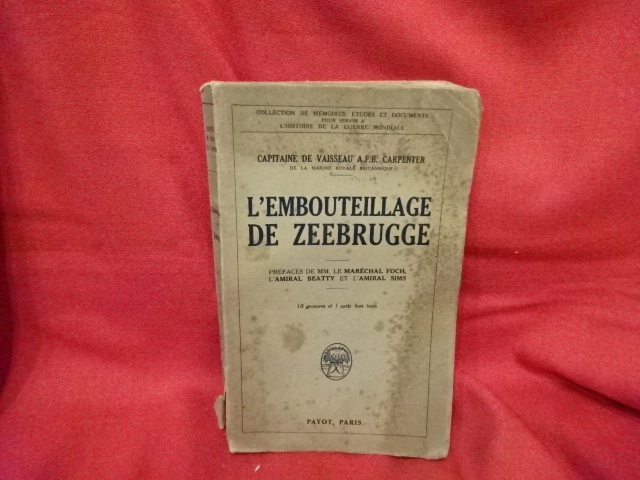 COLLECTION DE MÉMOIRES, ÉTUDES ET DOCUMENTS
POUR SERVIR A
L'HISTOIRE DE LA GUERRE MONDIALE
CAPITAINE DE VAISSEAU A.F.B. CARPENTER
DE LA MARINE ROYALE BRITANNIQUE
L'EMBOUTEILLAGE
DE ZEEBRUGGE
PRÉFACES DE MM. LE MARÉCHAL FOCH,
L'AMIRAL BEATTY ET L'AMIRAL SIMS
18 gravures et 1 carte hors texte
PAYOT, PARIS